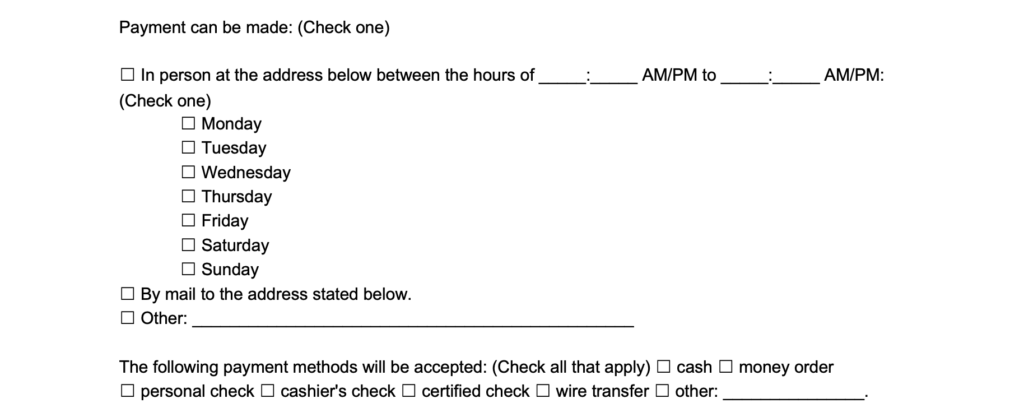 Payment can be made: (Check one)
☐ In person at the address below between the hours of _____:_____ AM/PM to _____:_____ AM/PM:
(Check one)
☐ Monday
☐ Tuesday
☐ Wednesday
☐ Thursday
☐ Friday
☐ Saturday
☐ Sunday
☐ By mail to the address stated below.
☐ Other: _______________________________________________
The following payment methods will be accepted: (Check all that apply) ☐ cash ☐ money order
☐ personal check ☐ cashier's check ☐ certified check ☐ wire transfer ☐ other: _______________.